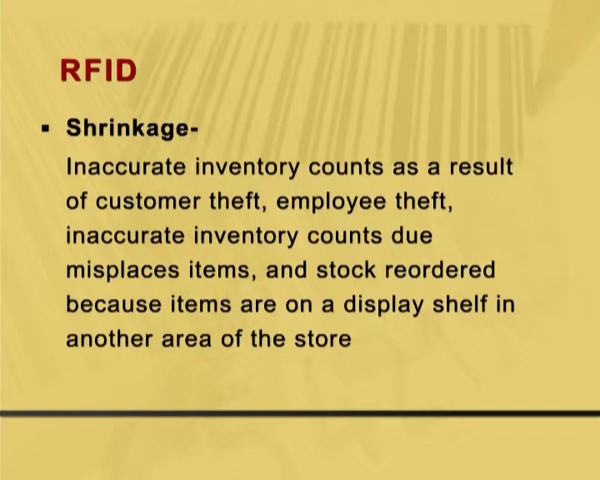 RFID
▪ Shrinkage-
Inaccurate inventory counts as a result
of customer theft, employee theft,
inaccurate inventory counts due
misplaces items, and stock reordered
because items are on a display shelf in
another area of the store